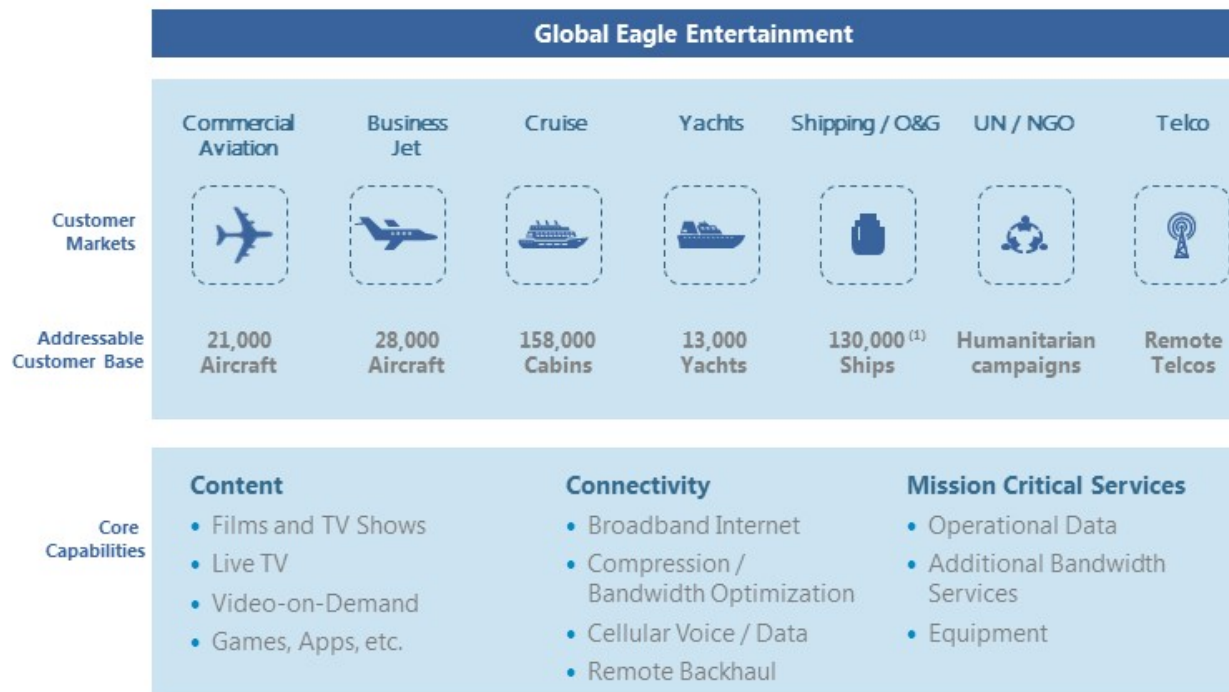 Global Eagle Entertainment
Commercial
Aviation
Business
Jet
Cruise
Yachts
Shipping / O&G
UN / NGO
Telco
Customer
Markets
Addressable
Customer Base
21,000
Aircraft
28,000
Aircraft
158,000
Cabins
13,000
Yachts
130,000 (1)
Ships
Humanitarian
campaigns
Remote
Telcos
Core
Capabilities
Content
• Films and TV Shows
• Live TV
• Video-on-Demand
• Games, Apps, etc.
Connectivity
• Broadband Internet
• Compression /
Bandwidth Optimization
• Cellular Voice / Data
• Remote Backhaul
Mission Critical Services
• Operational Data
• Additional Bandwidth
Services
• Equipment